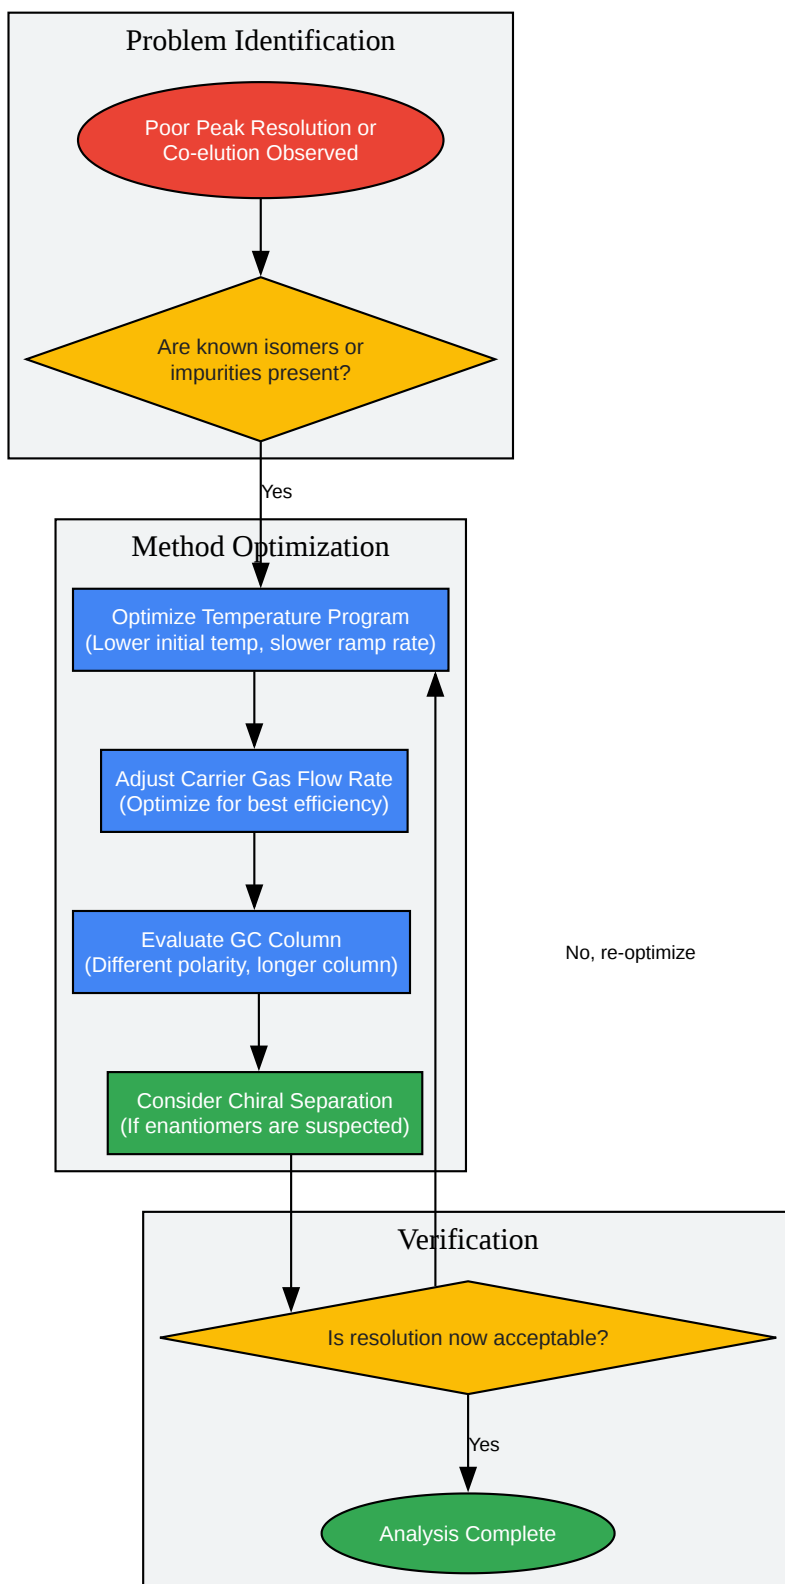 Problem Identification
Poor Peak Resolution or
Co-elution Observed
Are known isomers or
impurities present?
Yes
Method Optimization
Optimize Temperature Program
(Lower initial temp, slower ramp rate)
Adjust Carrier Gas Flow Rate
(Optimize for best efficiency)
Evaluate GC Column
(Different polarity, longer column)
No, re-optimize
Consider Chiral Separation
(If enantiomers are suspected)
Verification
Is resolution now acceptable?
Yes
Analysis Complete